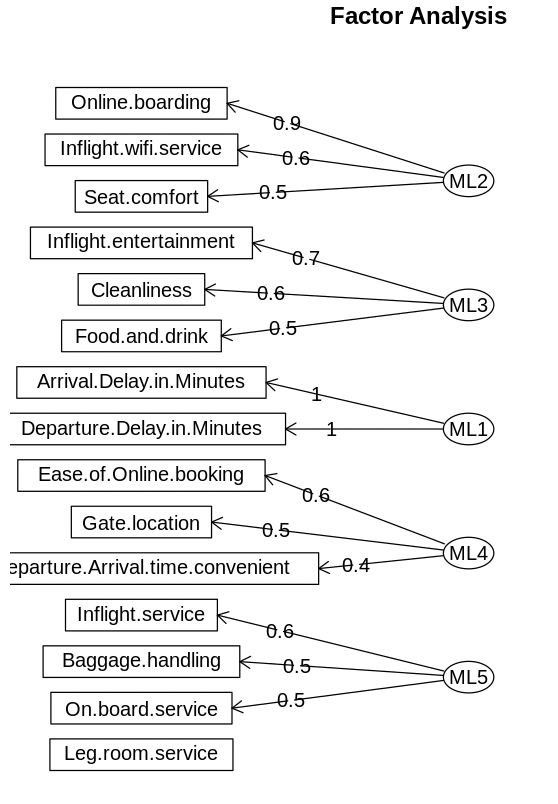 Factor Analysis
Online.boarding
0.9
Inflight.wifi.service
0.6
ML2
Seat.comfort
0.5
Inflight.entertainment
0.7
Cleanliness
0.6
ML3
Food.and.drink
0.5
Arrival.Delay.in.Minutes
1
Departure.Delay.in.Minutes
1
ML1
Ease.of.Online.booking
0.6
Gate.location
0.5
ML4
eparture.Arrival.time.convenient
0.4
Inflight.service
0.6
Baggage.handling
0.5
ML5
On.board.service
0.5
Leg.room.service